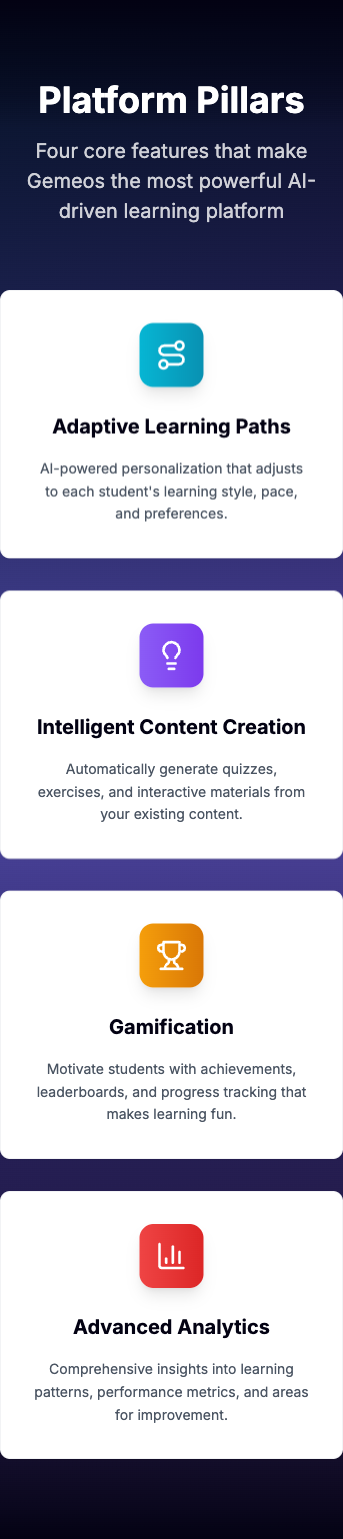 Platform Pillars
Four core features that make
Gemeos the most powerful AI-
driven learning platform
Adaptive Learning Paths
AI-powered personalization that adjusts
to each student's learning style, pace,
and preferences.
Intelligent Content Creation
Automatically generate quizzes,
exercises, and interactive materials from
your existing content.
Gamification
Motivate students with achievements,
leaderboards, and progress tracking that
makes learning fun.
Advanced Analytics
Comprehensive insights into learning
patterns, performance metrics, and areas
for improvement.